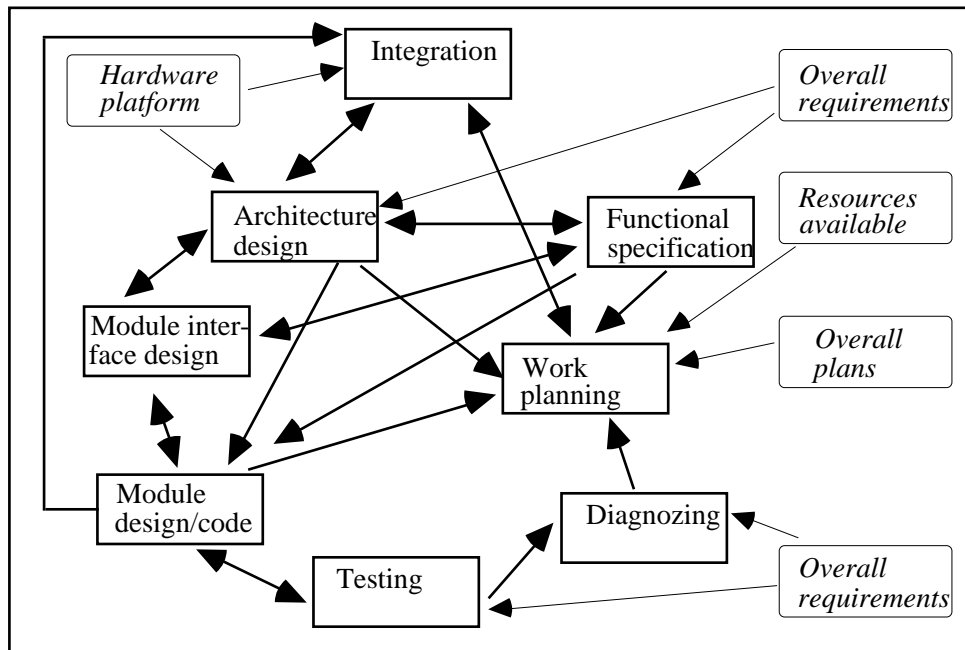 Integration
Hardware
platform
Overall
requirements
Architecture
design
Functional
specification
Resources
available
Module inter-
face design
Work
planning
Overall
plans
Module
design/code
Diagnozing
Testing
Overall
requirements